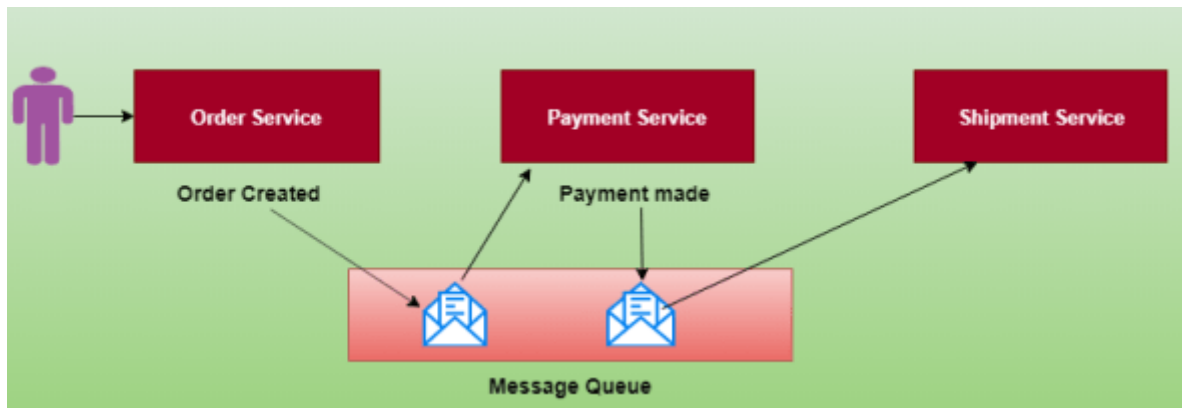 Order Service
Payment Service
Shipment Service
Order Created
Payment made
Message Queue